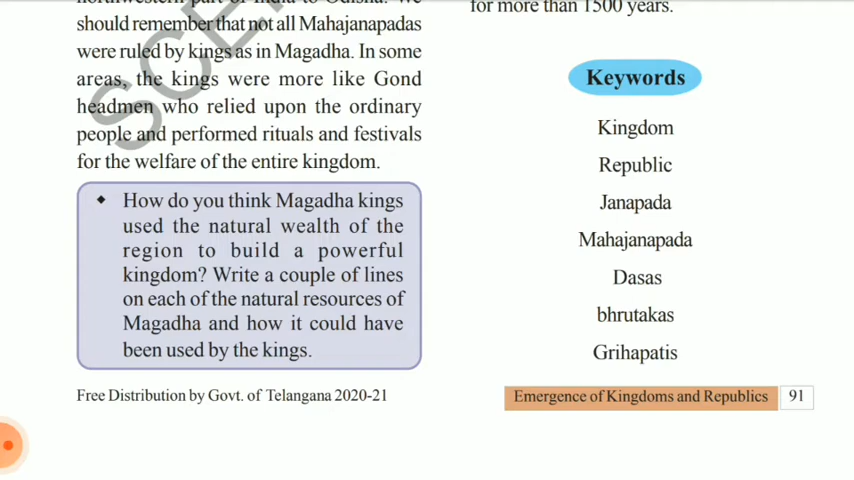 should remember that not all Mahajanapadas
were ruled by kings as in Magadha. In some
areas, the kings were more like Gond
headmen who relied upon the ordinary
people and performed rituals and festivals
for the welfare of the entire kingdom.
◆ How do you think Magadha kings
used the natural wealth of the
region to build a powerful
kingdom? Write a couple of lines
on each of the natural resources of
Magadha and how it could have
been used by the kings.
Free Distribution by Govt. of Telangana 2020-21
for more than 1500 years.
Keywords
Kingdom
Republic
Janapada
Mahajanapada
Dasas
bhrutakas
Grihapatis
Emergence of Kingdoms and Republics 91